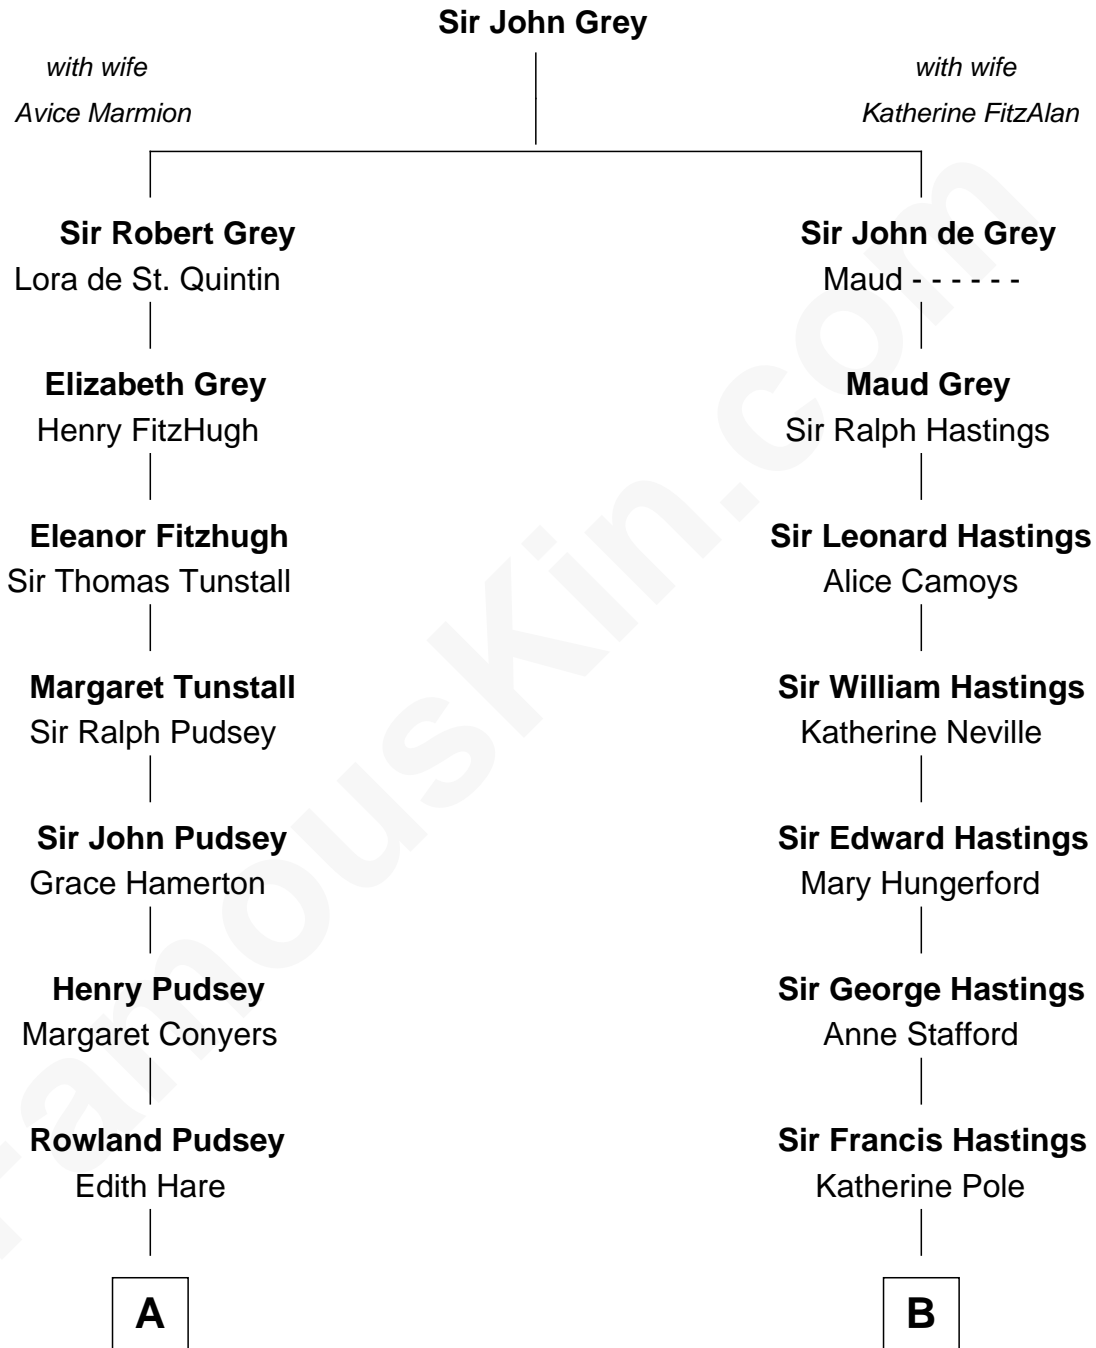 Sir John Grey
with wife
Avice Marmion
with wife
Katherine FitzAlan
Sir Robert Grey
Lora de St. Quintin
Sir John de Grey
Maud - - - - - -
Elizabeth Grey
Henry FitzHugh
Maud Grey
Sir Ralph Hastings
Eleanor Fitzhugh
Sir Thomas Tunstall
Sir Leonard Hastings
Alice Camoys
Margaret Tunstall
Sir Ralph Pudsey
Sir William Hastings
Katherine Neville
Sir John Pudsey
Grace Hamerton
Sir Edward Hastings
Mary Hungerford
Henry Pudsey
Margaret Conyers
Sir George Hastings
Anne Stafford
Rowland Pudsey
Edith Hare
Sir Francis Hastings
Katherine Pole
A
B
FamousKin.com